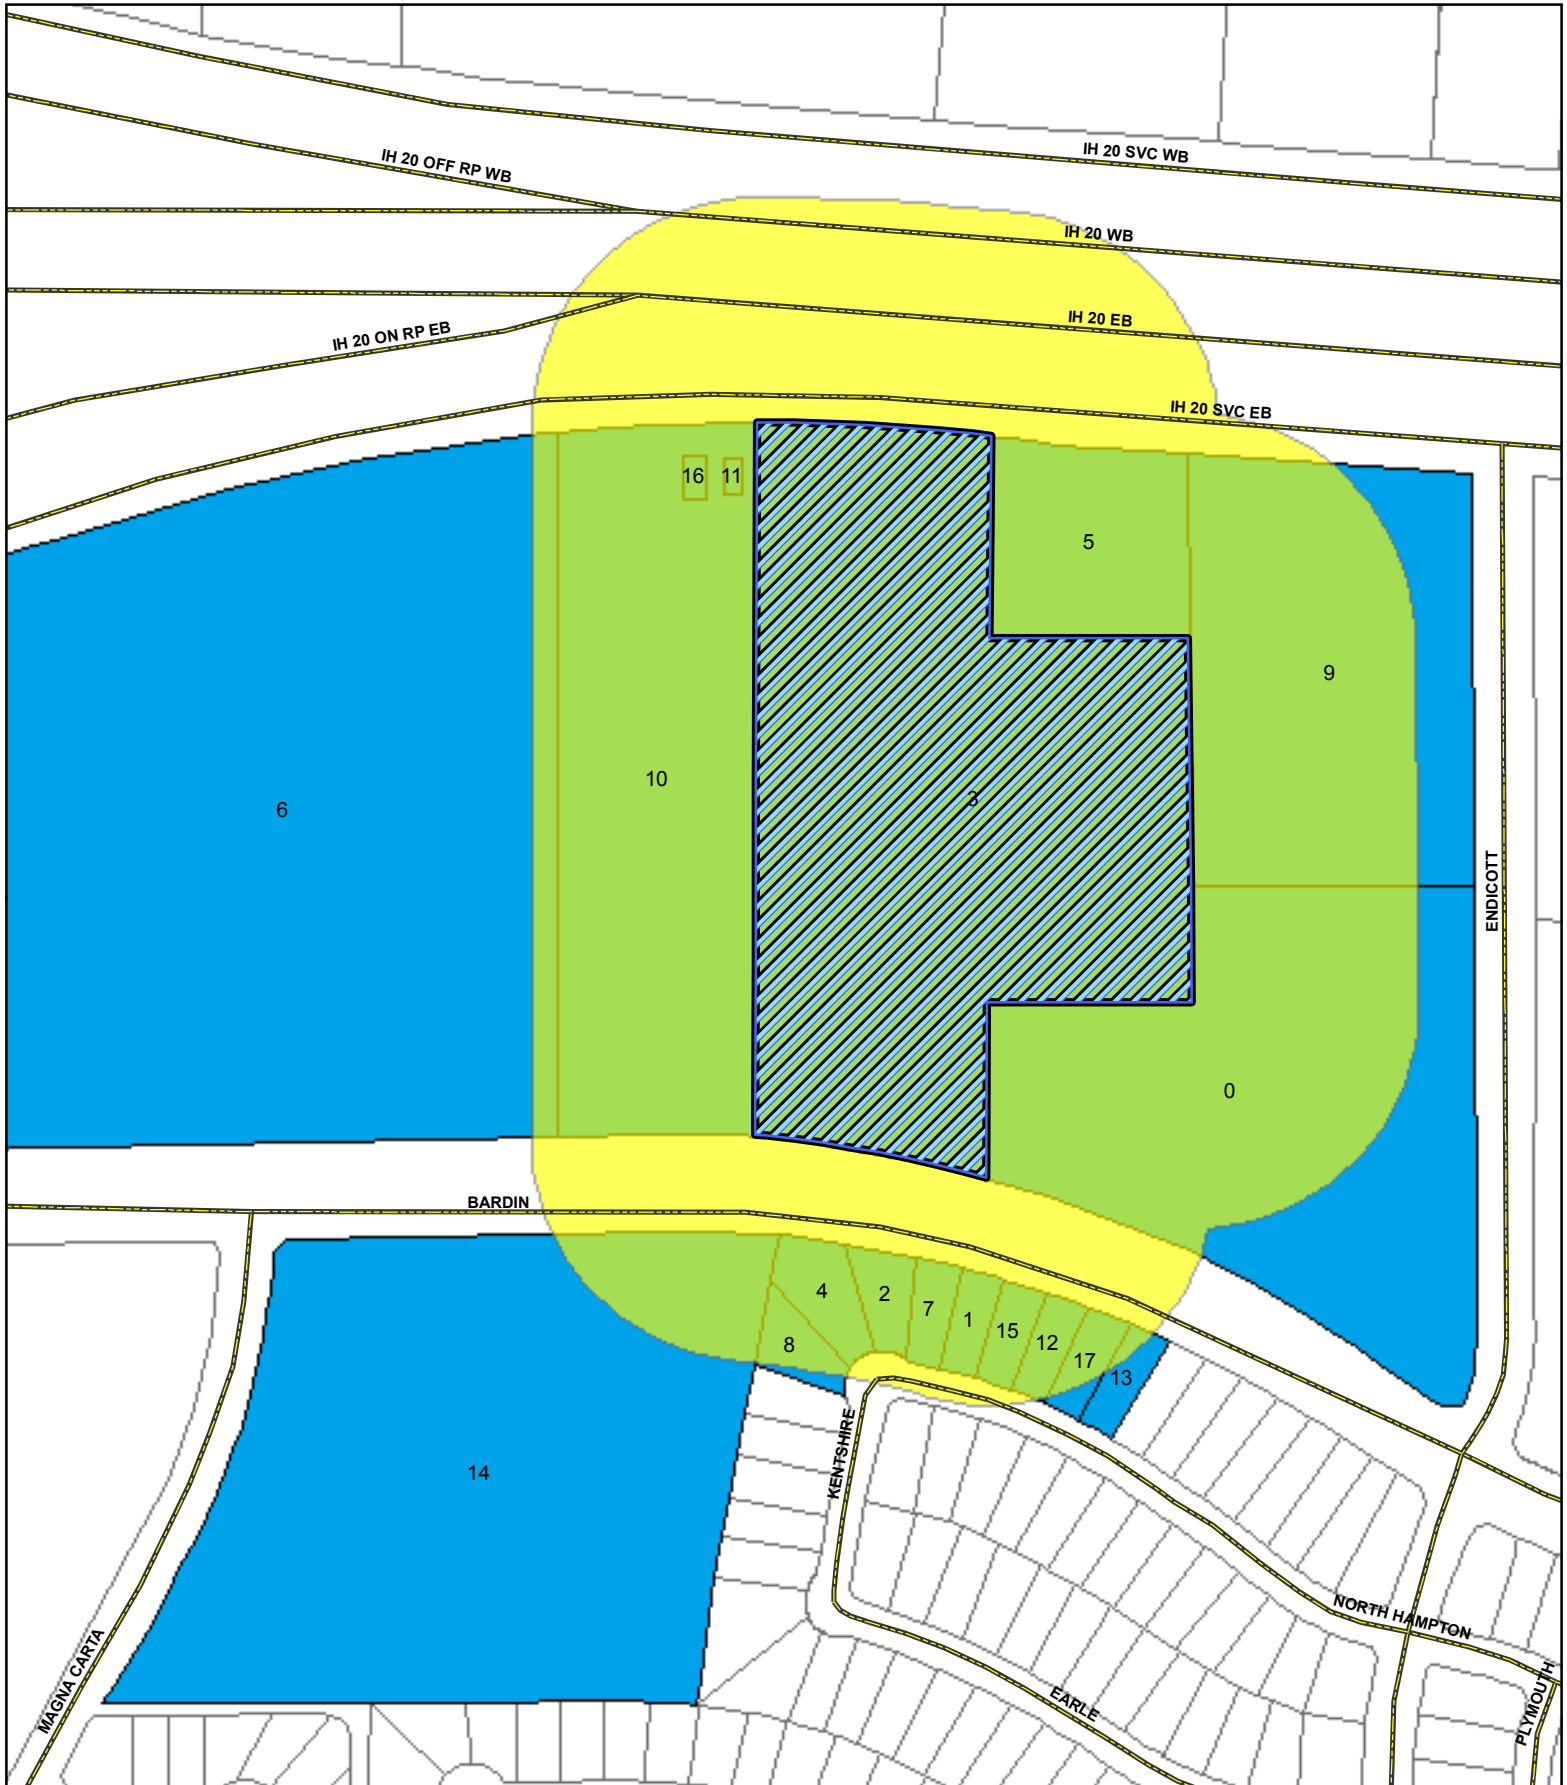 IH 20 SVC WB
IH 20 OFF RP WB
IH 20 WB
IH 20 EB
IH 20 ON RP EB
IH 20 SVC EB
16
11
5
9
10
3
6
ENDICOTT
0
BARDIN
4
2
7
1
15
12
17
13
8
KENTSHIRE
14
NORTH HAMPTON
MAGNA CARTA
EARLE
PLYMOUTH